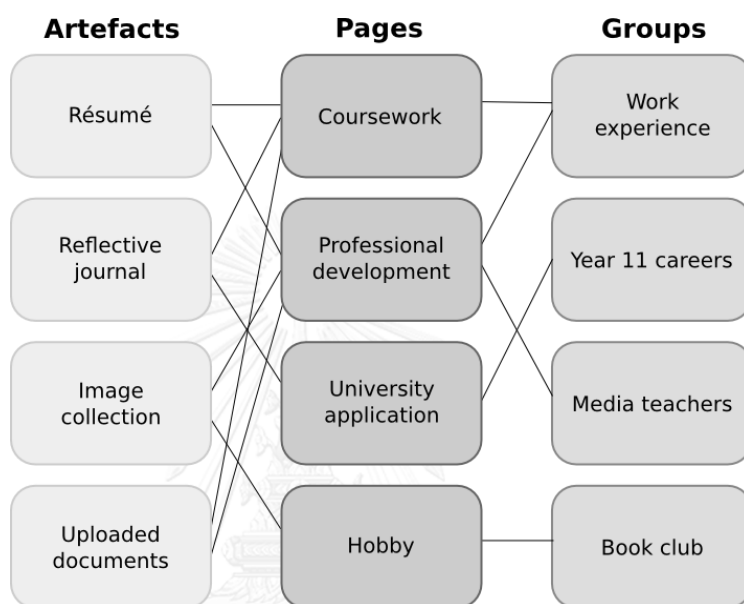 Artefacts
Pages
Groups
Résumé
Coursework
Work
experience
Reflective
journal
Professional
development
Year 11 careers
Image
collection
University
application
Media teachers
Uploaded
documents
Hobby
Book club